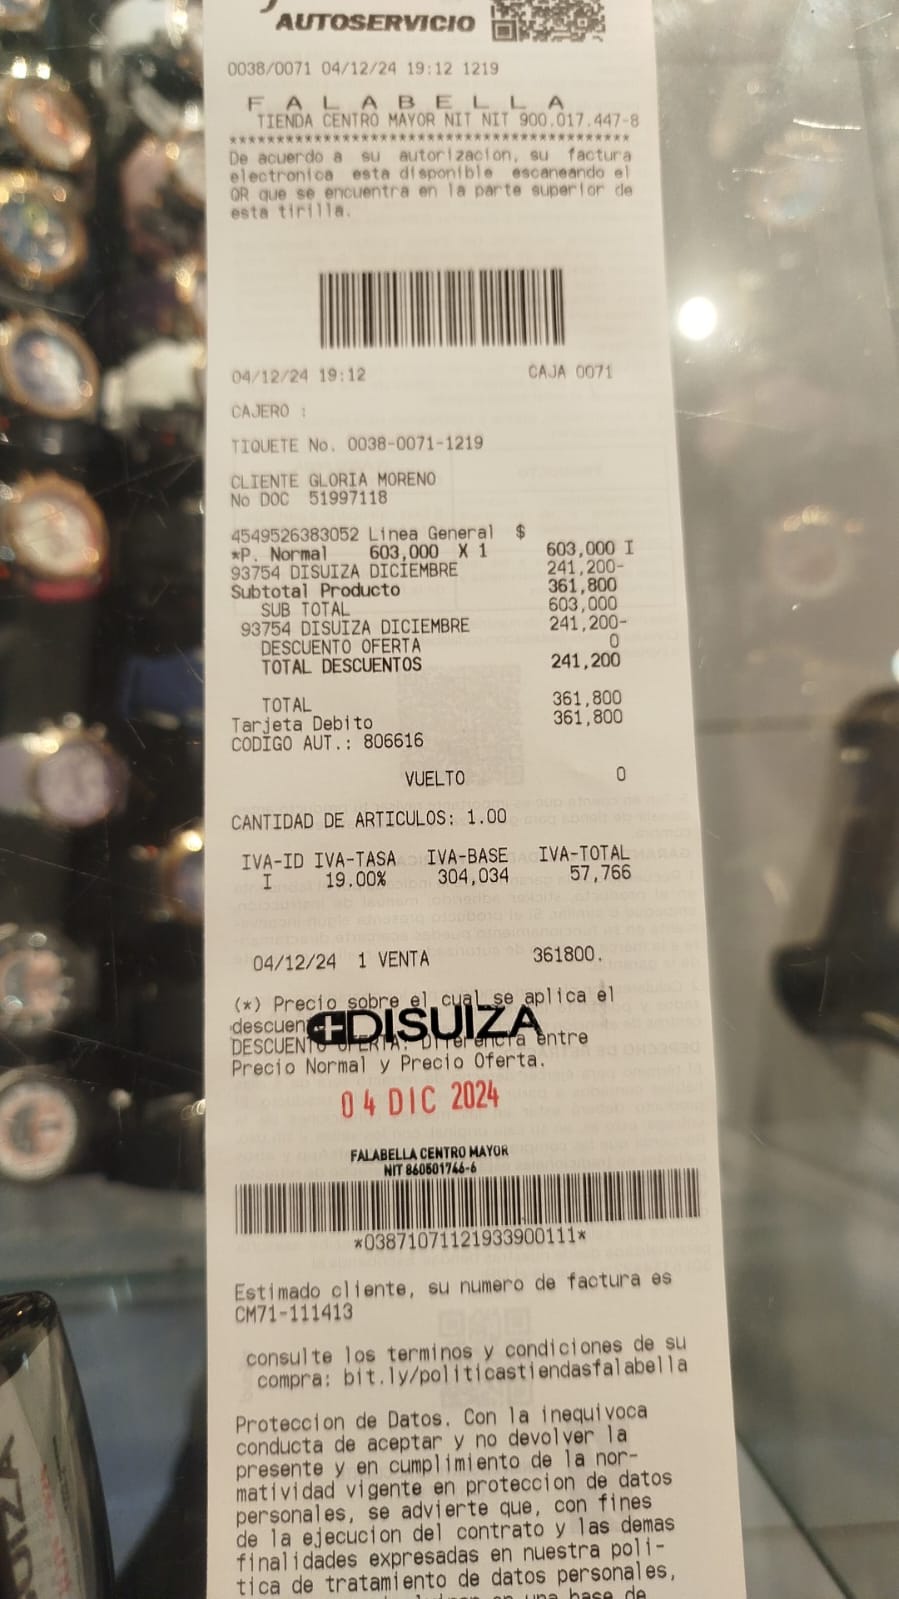 AUTOSERVICIO
0038/0071 04/12/24 19:12 1219
F A L A B E L L A
TIENDA CENTRO MAYOR NIT NIT 900.017.447-8
******************************************
De acuerdo a su autorizacion, su factura
electronica esta disponible escaneando el
QR que se encuentra en la parte superior de
esta tirilla.
04/12/24 19:12 CAJA 0071
CAJERO :
TIQUETE No. 0038-0071-1219
CLIENTE GLORIA MORENO
No DOC 51997118
4549526383052 Linea General $
*P. Normal 603,000 X 1 603,000 I
93754 DISUIZA DICIEMBRE 241,200-
Subtotal Producto 361,800
SUB TOTAL 603,000
93754 DISUIZA DICIEMBRE 241,200-
DESCUENTO OFERTA 0
TOTAL DESCUENTOS 241,200
TOTAL 361,800
Tarjeta Debito 361,800
CODIGO AUT.: 806616
VUELTO 0
CANTIDAD DE ARTICULOS: 1.00
IVA-ID IVA-TASA IVA-BASE IVA-TOTAL
I 19.00% 304,034 57,766
04/12/24 1 VENTA 361800.
(*) Precio sobre el cual se aplica el
descuen
DISUIZA
DESCUENTO OFERTA: Diferencia entre
Precio Normal y Precio Oferta.
04 DIC 2024
FALABELLA CENTRO MAYOR
NIT 860501746-6
*03871071121933900111*
Estimado cliente, su numero de factura es
CM71-111413
consulte los terminos y condiciones de su
compra: bit.ly/politicastiendasfalabella
Proteccion de Datos. Con la inequivoca
conducta de aceptar y no devolver la
presente y en cumplimiento de la nor-
matividad vigente en proteccion de datos
personales, se advierte que, con fines
de la ejecucion del contrato y las demas
finalidades expresadas en nuestra poli-
tica de tratamiento de datos personales,
en una base de